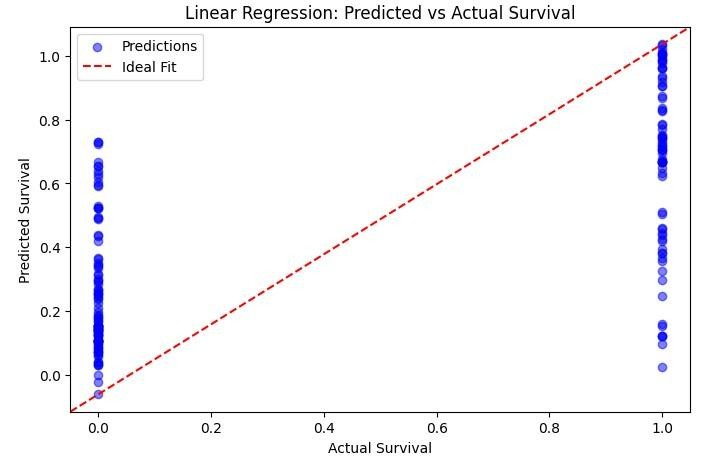 Linear Regression: Predicted vs Actual Survival
Predictions
Ideal Fit
1.0
0.8
0.6
0.4
0.2
0.0
Predicted Survival
0.0 0.2 0.4 0.6 0.8 1.0
Actual Survival